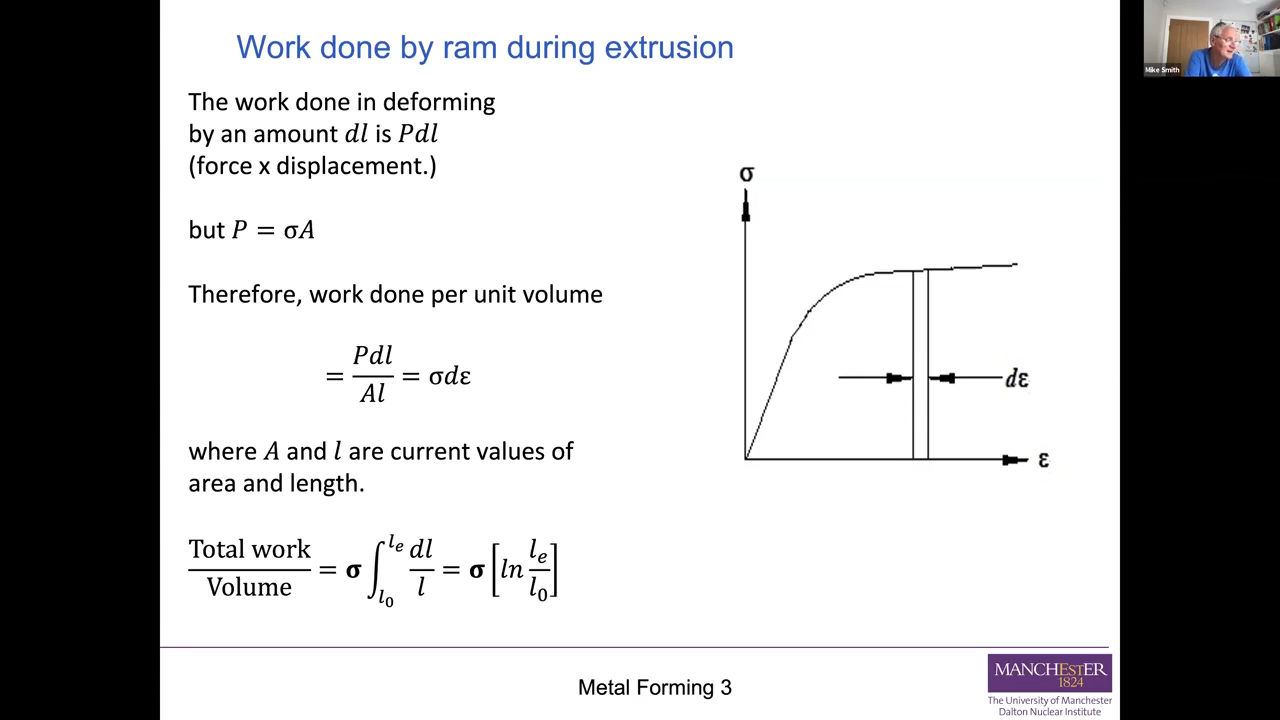 Work done by ram during extrusion
Mike Smith
The work done in deforming
by an amount 𝑑𝑙 is 𝑃𝑑𝑙
(force x displacement.)
but 𝑃 = σ𝐴
Therefore, work done per unit volume
= 𝑃𝑑𝑙/𝐴𝑙 = σ𝑑ε
where 𝐴 and 𝑙 are current values of
area and length.
Total work/Volume = σ ∫_{𝑙₀}^{𝑙ₑ} 𝑑𝑙/𝑙 = σ [𝑙𝑛 𝑙ₑ/𝑙₀]
σ
dε
ε
Metal Forming 3
MANCHESTER
1824
The University of Manchester
Dalton Nuclear Institute